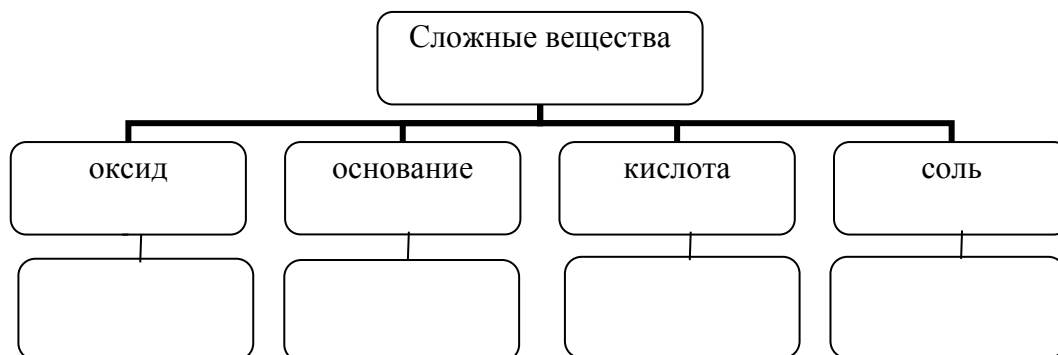 Сложные вещества
оксид
основание
кислота
соль